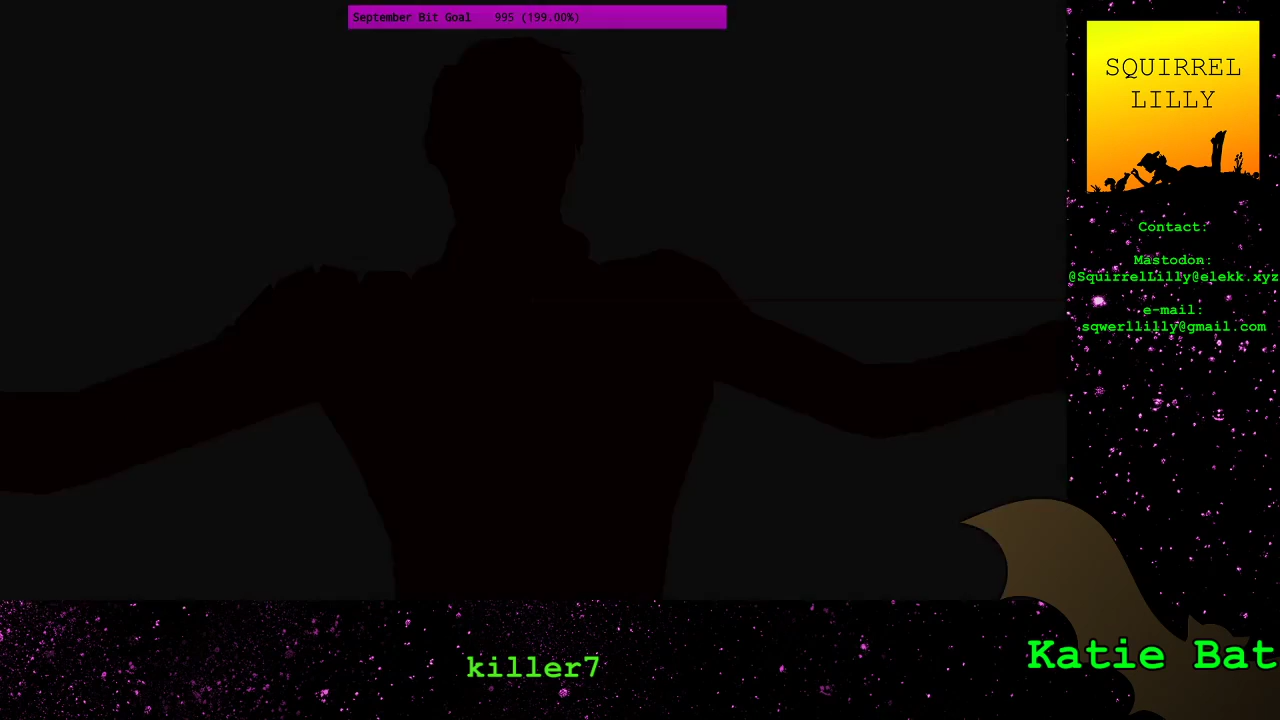 September Bit Goal 995 (199.00%)
SQUIRREL
LILLY
Contact:
Mastodon:
@SquirrelLilly@elekk.xyz
e-mail:
sqwerllilly@gmail.com
killer7
Katie Bat